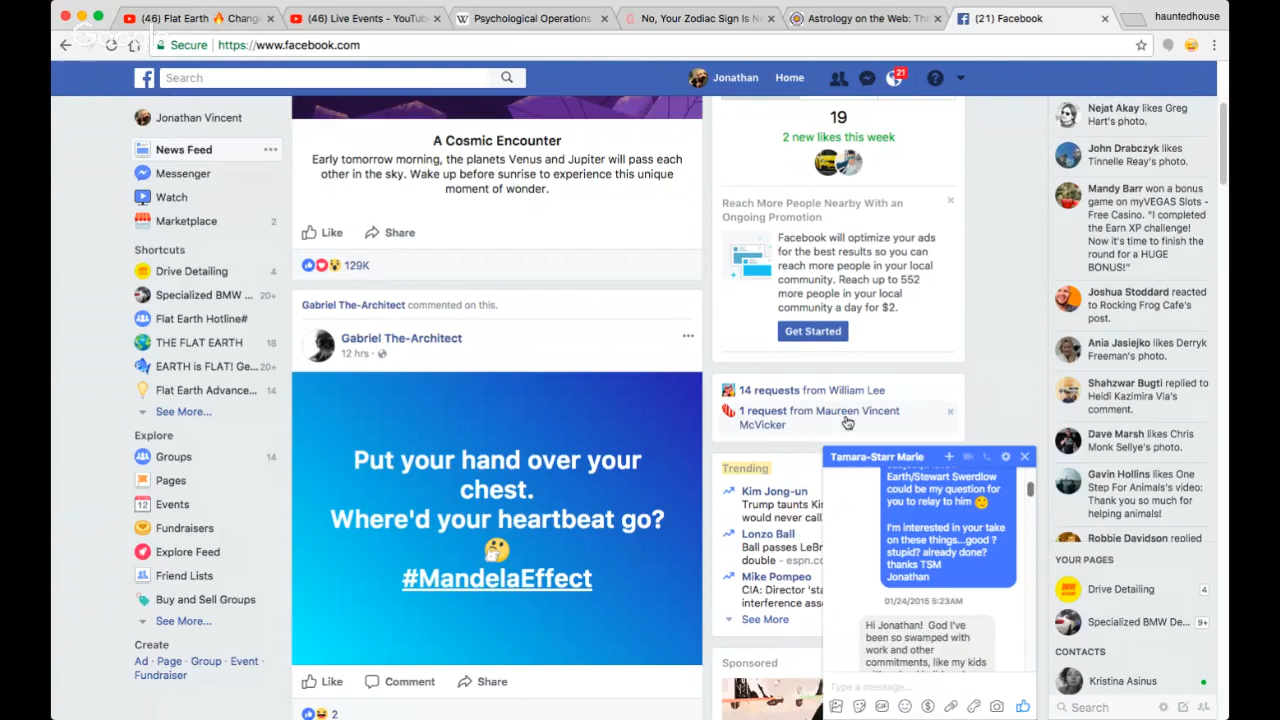 (46) Flat Earth 🔥 Chang
(46) Live Events - YouTub
Psychological Operations
No, Your Zodiac Sign Is N
Astrology on the Web: Th
(21) Facebook
hauntedhouse
Google
Secure
https://www.facebook.com
Search
Jonathan
Home
21
Jonathan Vincent
News Feed
Messenger
Watch
Marketplace 2
Shortcuts
Drive Detailing 4
Specialized BMW ... 20+
Flat Earth Hotline#
THE FLAT EARTH 18
EARTH is FLAT! Ge... 20+
Flat Earth Advance... 14
See More...
Explore
Groups 14
Pages
12 Events
Fundraisers
Explore Feed
Friend Lists
Buy and Sell Groups
See More...
Create
Ad · Page · Group · Event ·
Fundraiser
A Cosmic Encounter
Early tomorrow morning, the planets Venus and Jupiter will pass each
other in the sky. Wake up before sunrise to experience this unique
moment of wonder.
Like Share
129K
Gabriel The-Architect commented on this.
Gabriel The-Architect
12 hrs ·
Put your hand over your
chest.
Where'd your heartbeat go?
🤔
#MandelaEffect
Like Comment Share
2
19
2 new likes this week
Reach More People Nearby With an
Ongoing Promotion
Facebook will optimize your ads
for the best results so you can
reach more people in your local
community. Reach up to 552
more people in your local
community a day for $2.
Get Started
14 requests from William Lee
1 request from Maureen Vincent
McVicker
Trending
Kim Jong-un
Trump taunts Kim
would never call
Lonzo Ball
Ball passes LeBr
double - espn.co
Mike Pompeo
CIA: Director 'sta
interference asse
See More
Sponsored
Tamara-Starr Marie
Earth/Stewart Swerdlow
could be my question for
you to relay to him 🙂
I'm interested in your take
on these things...good ?
stupid? already done?
thanks TSM
Jonathan
01/24/2015 5:23AM
Hi Jonathan! God I've
been so swamped with
work and other
commitments, like my kids
Type a message...
GIF
Nejat Akay likes Greg
Hart's photo.
John Drabczyk likes
Tinnelle Reay's photo.
Mandy Barr won a bonus
game on myVEGAS Slots -
Free Casino. "I completed
the Earn XP challenge!
Now it's time to finish the
round for a HUGE
BONUS!"
Joshua Stoddard reacted
to Rocking Frog Cafe's
post.
Ania Jasiejko likes Derryk
Freeman's photo.
Shahzwar Bugti replied to
Heidi Kazimira Via's
comment.
Dave Marsh likes Chris
Monk Sellye's photo.
Gavin Hollins likes One
Step For Animals's video:
Thank you so much for
helping animals!
Robbie Davidson replied
YOUR PAGES
Drive Detailing 4
Specialized BMW De... 9+
CONTACTS
Kristina Asinus
Search